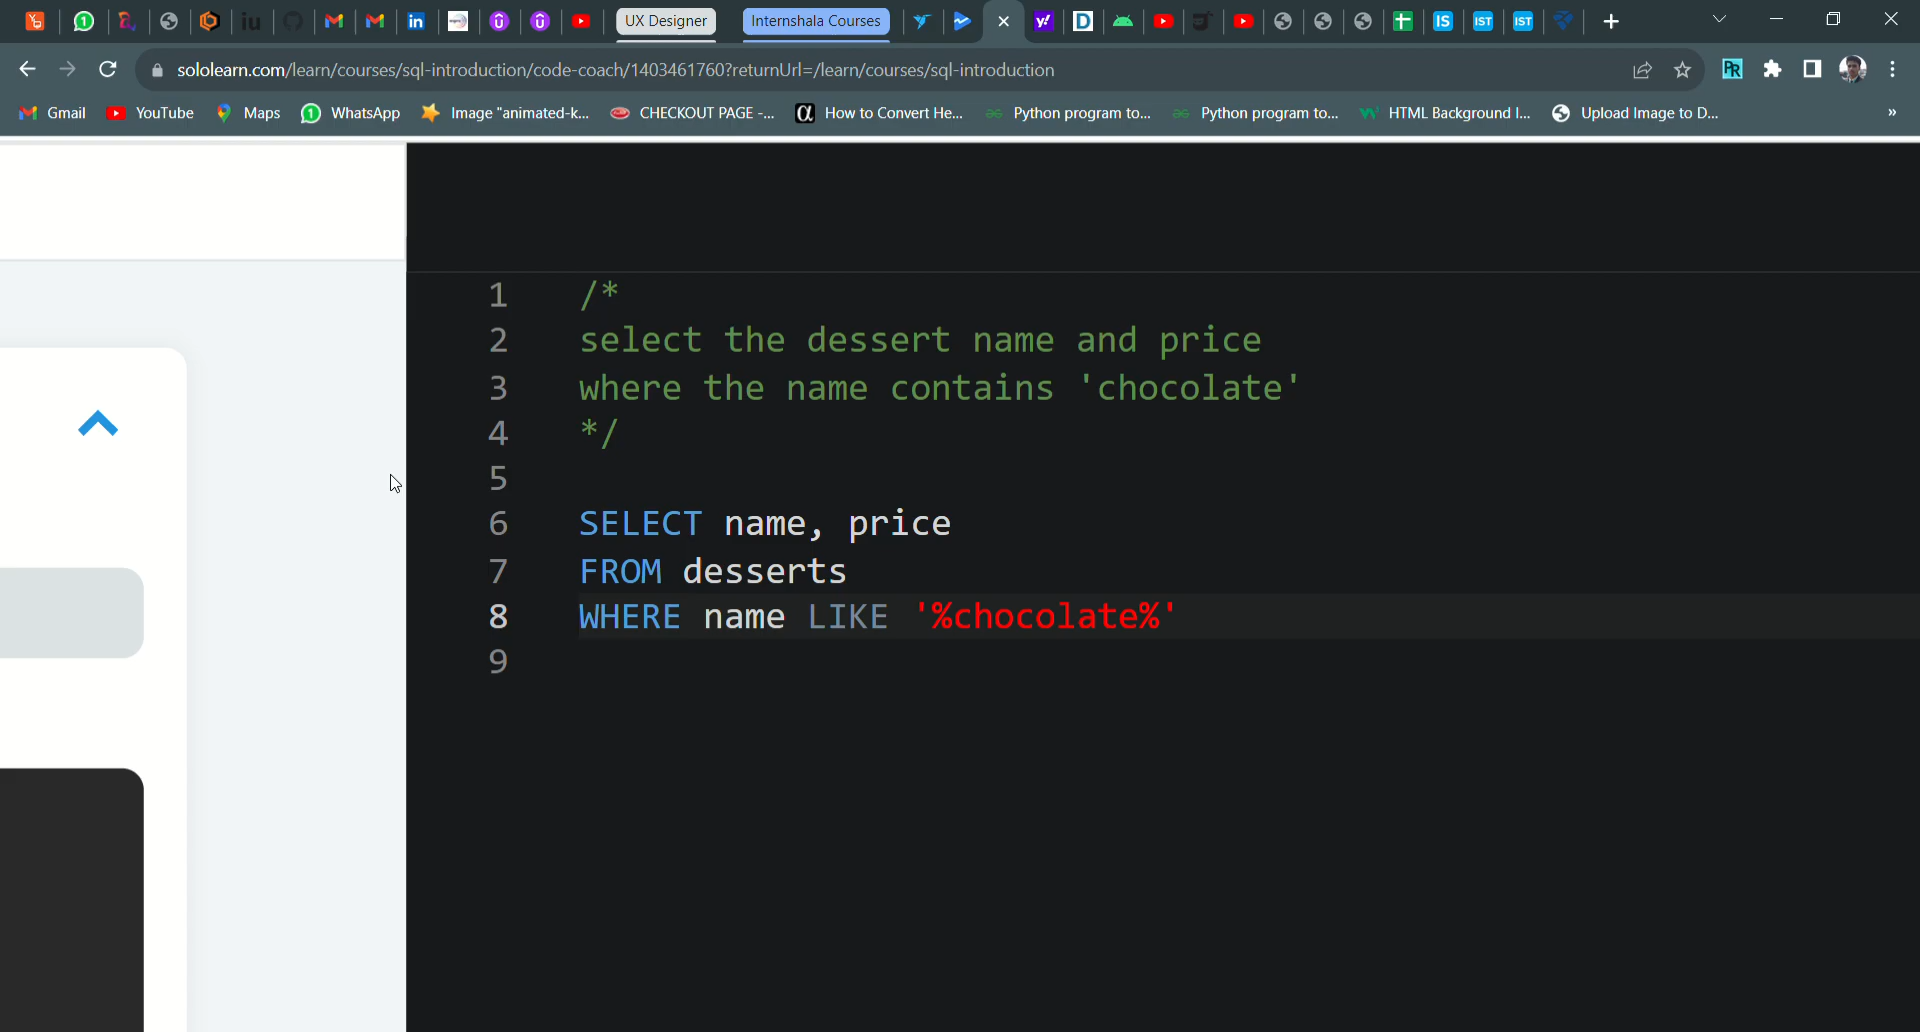 UX Designer
Internshala Courses
sololearn.com/learn/courses/sql-introduction/code-coach/1403461760?returnUrl=/learn/courses/sql-introduction
Gmail YouTube Maps WhatsApp Image "animated-k... CHECKOUT PAGE -... How to Convert He... Python program to... Python program to... HTML Background I... Upload Image to D... »
1 /*
2 select the dessert name and price
3 where the name contains 'chocolate'
4 */
5
6 SELECT name, price
7 FROM desserts
8 WHERE name LIKE '%chocolate%'
9